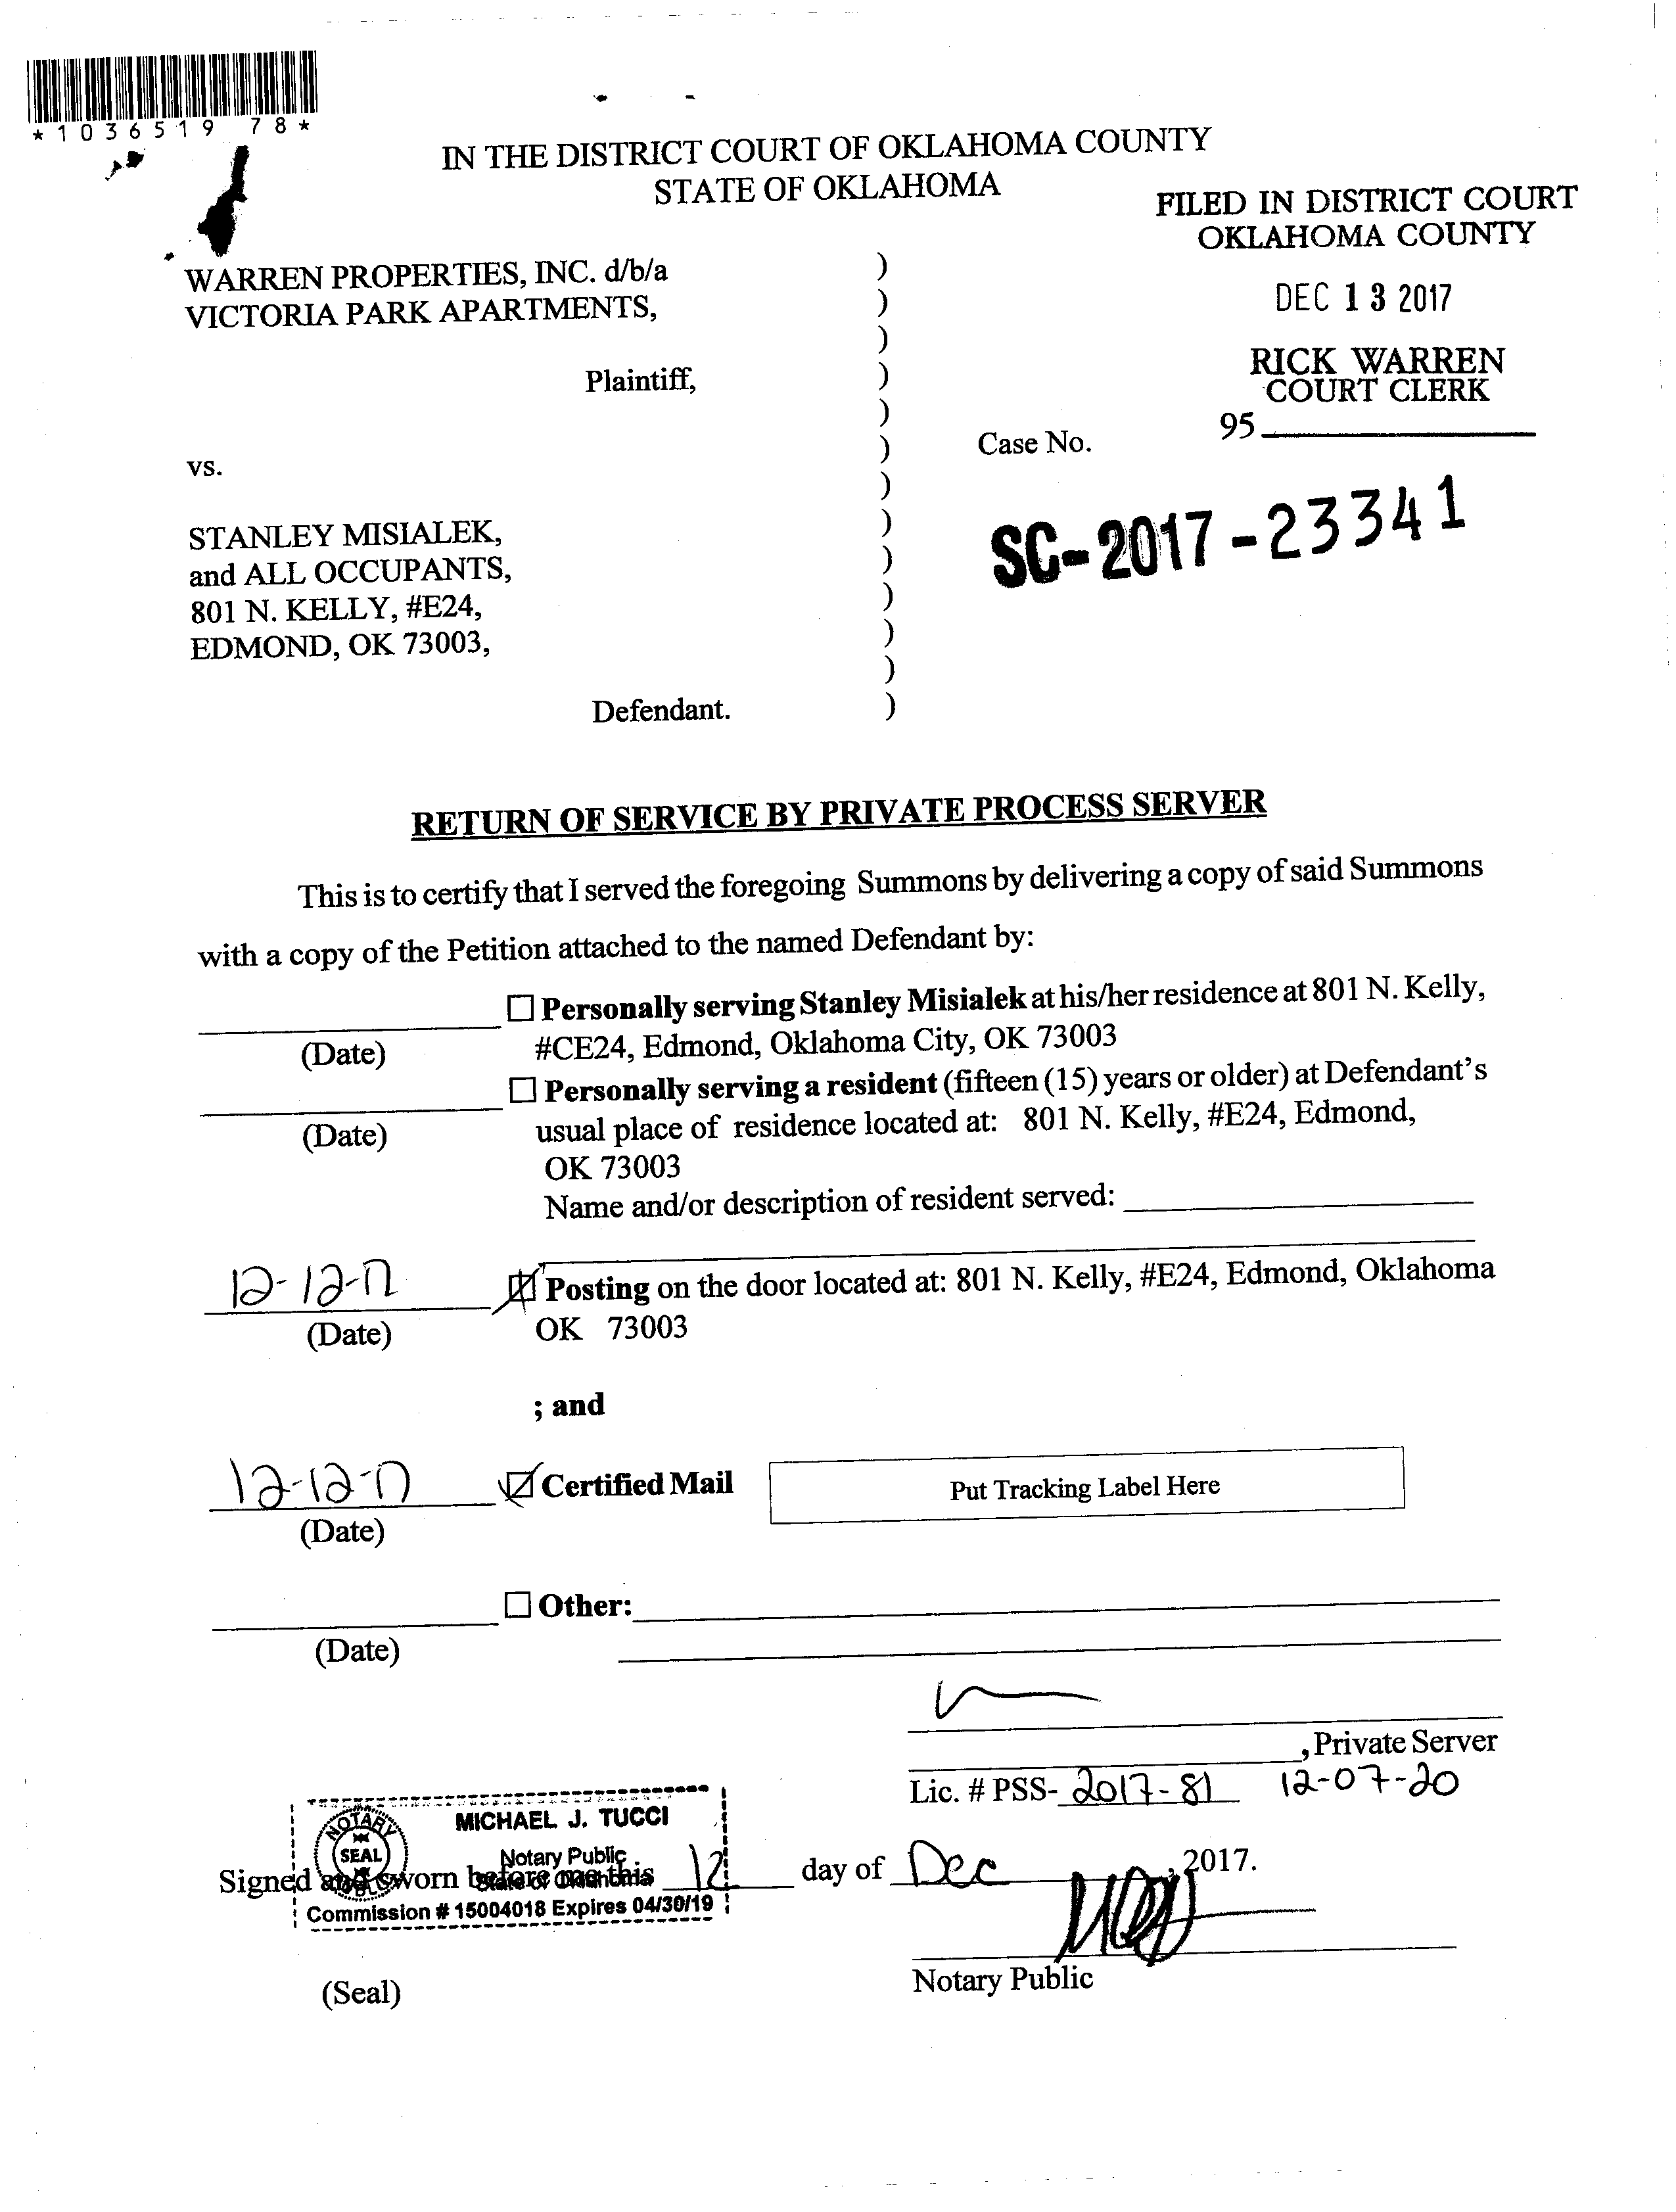 *1036519 78*
IN THE DISTRICT COURT OF OKLAHOMA COUNTY
STATE OF OKLAHOMA
FILED IN DISTRICT COURT
OKLAHOMA COUNTY
DEC 13 2017
RICK WARREN
COURT CLERK
95
WARREN PROPERTIES, INC. d/b/a )
VICTORIA PARK APARTMENTS, )
)
Plaintiff, )
)
) Case No.
vs.
)
SC-2017-23341
STANLEY MISIALEK, )
and ALL OCCUPANTS, )
801 N. KELLY, #E24, )
EDMOND, OK 73003, )
)
Defendant. )
RETURN OF SERVICE BY PRIVATE PROCESS SERVER
This is to certify that I served the foregoing Summons by delivering a copy of said Summons
with a copy of the Petition attached to the named Defendant by:
☐ Personally serving Stanley Misialek at his/her residence at 801 N. Kelly,
(Date) #CE24, Edmond, Oklahoma City, OK 73003
☐ Personally serving a resident (fifteen (15) years or older) at Defendant's
(Date) usual place of residence located at: 801 N. Kelly, #E24, Edmond,
OK 73003
Name and/or description of resident served:
12-12-17 ☒ Posting on the door located at: 801 N. Kelly, #E24, Edmond, Oklahoma
(Date) OK 73003
; and
12-12-17 ☑ Certified Mail Put Tracking Label Here
(Date)
☐ Other:
(Date)
, Private Server
Lic. # PSS- 2017-81 12-07-20
MICHAEL J. TUCCI
NOTARY
SEAL
Notary Public
State of Oklahoma
Commission # 15004018 Expires 04/30/19
Signed and sworn before me this 12 day of Dec, 2017.
Notary Public
(Seal)